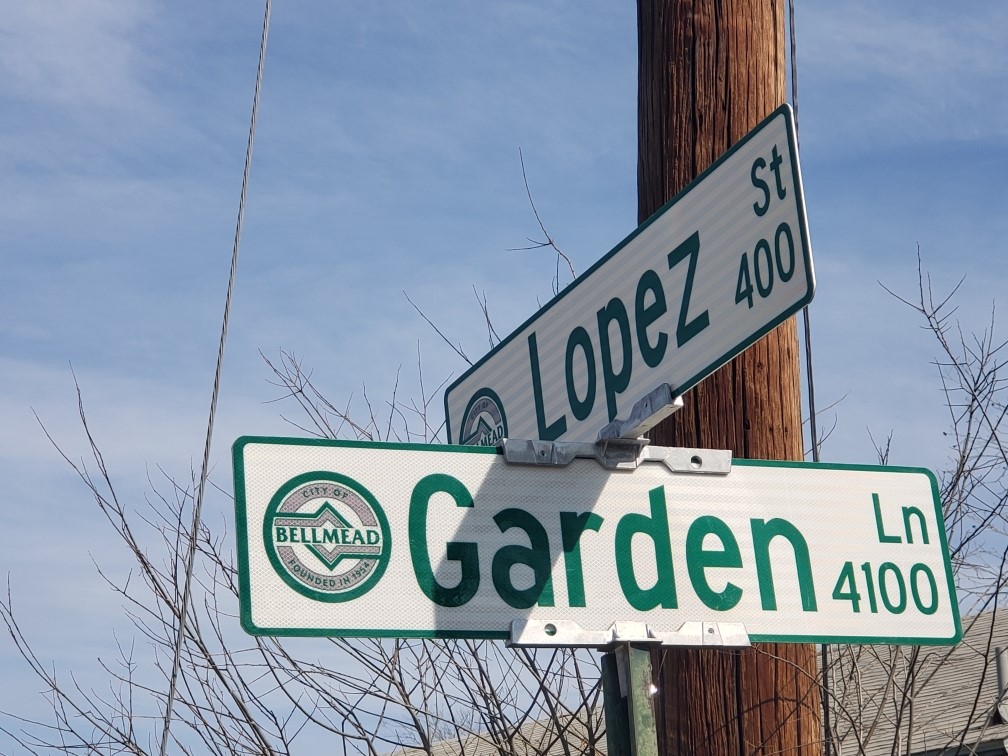 Lopez St
400
CITY OF
BELLMEAD
FOUNDED IN 1954
Garden Ln
4100